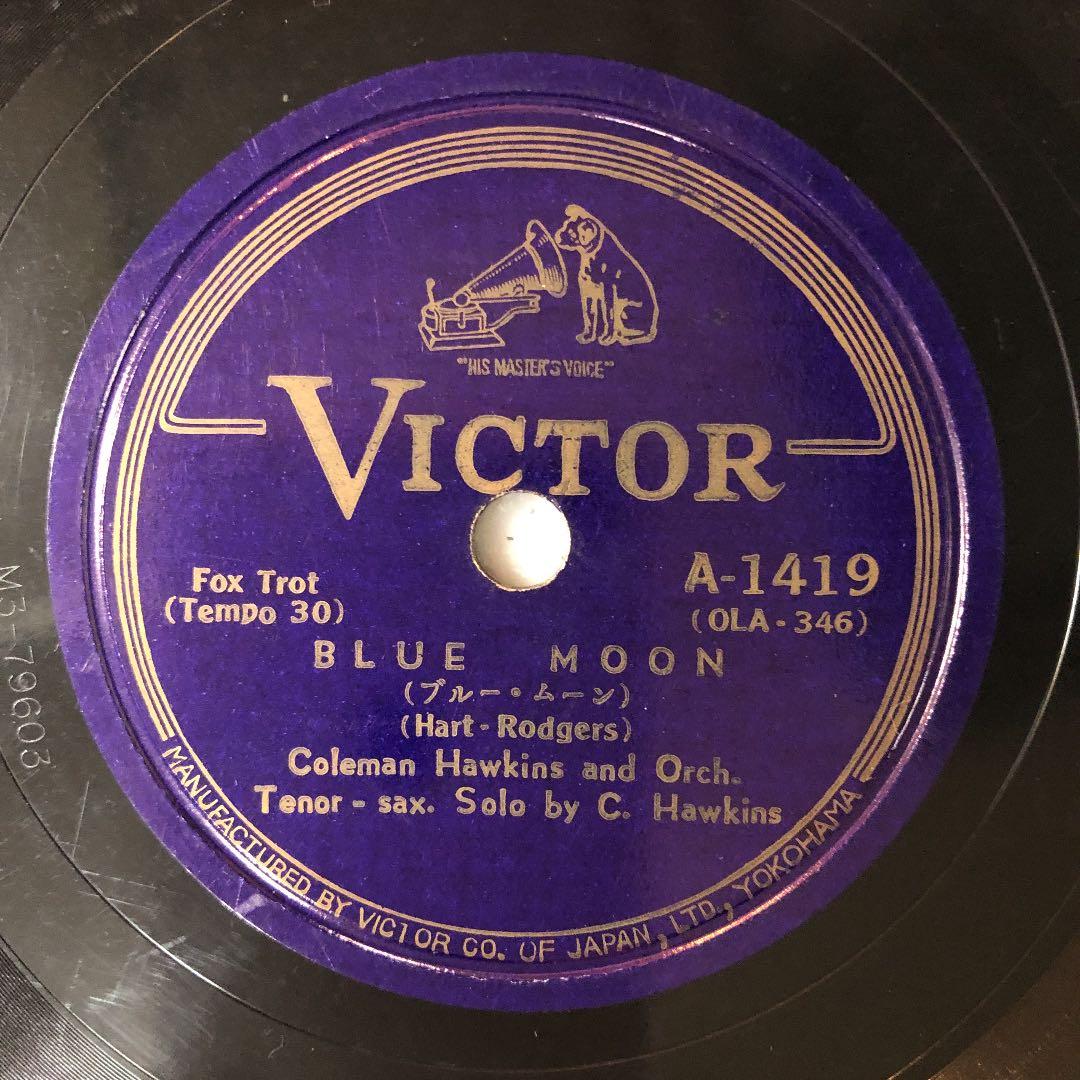 "HIS MASTER'S VOICE"
VICTOR
Fox Trot
(Tempo 30)
A-1419
(OLA-346)
BLUE MOON
(ブルー・ムーン)
(Hart-Rodgers)
Coleman Hawkins and Orch.
Tenor-sax. Solo by C. Hawkins
MANUFACTURED BY VICTOR CO. OF JAPAN, LTD., YOKOHAMA
M3-79603